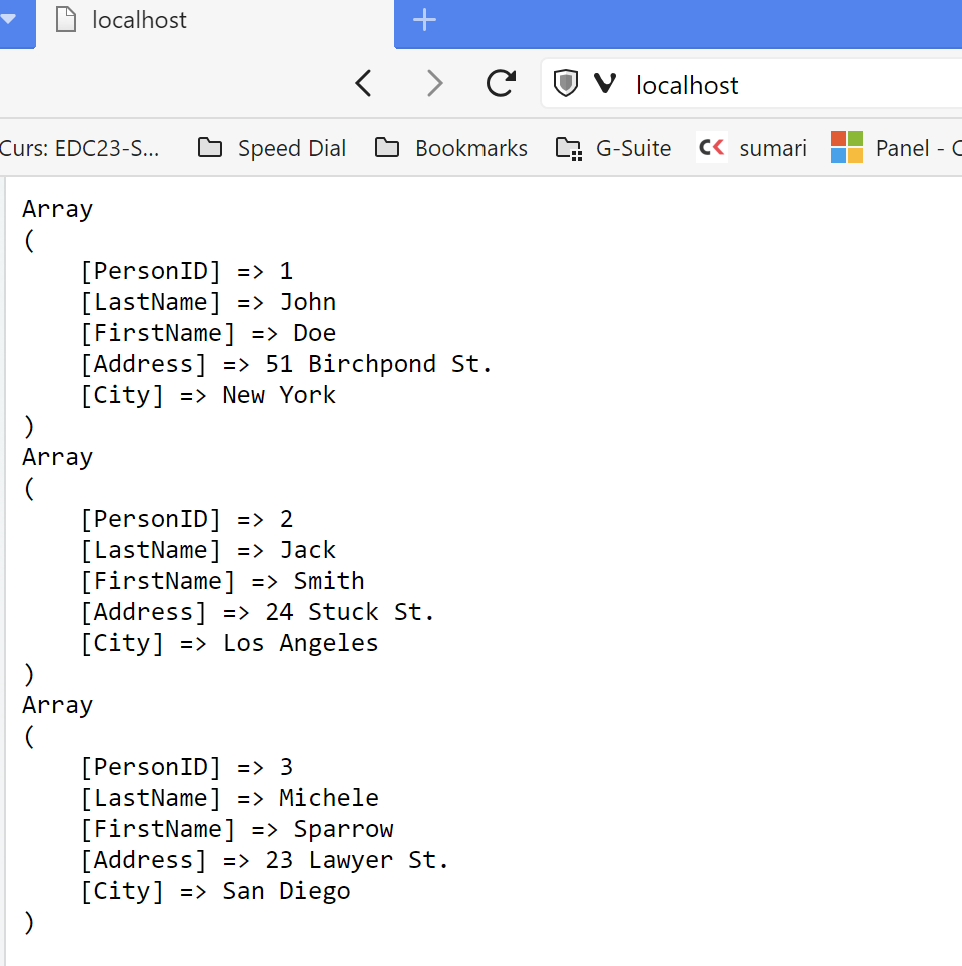 localhost
localhost
Curs: EDC23-S... Speed Dial Bookmarks G-Suite sumari Panel -
Array
(
    [PersonID] => 1
    [LastName] => John
    [FirstName] => Doe
    [Address] => 51 Birchpond St.
    [City] => New York
)
Array
(
    [PersonID] => 2
    [LastName] => Jack
    [FirstName] => Smith
    [Address] => 24 Stuck St.
    [City] => Los Angeles
)
Array
(
    [PersonID] => 3
    [LastName] => Michele
    [FirstName] => Sparrow
    [Address] => 23 Lawyer St.
    [City] => San Diego
)